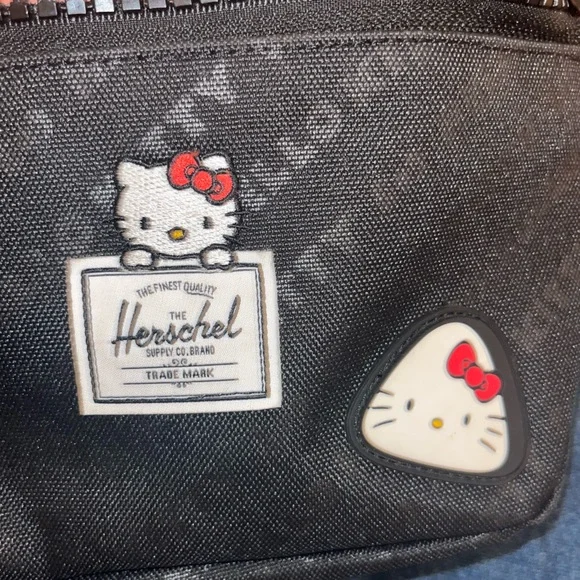 THE FINEST QUALITY
THE
Herschel
SUPPLY CO. BRAND
TRADE MARK